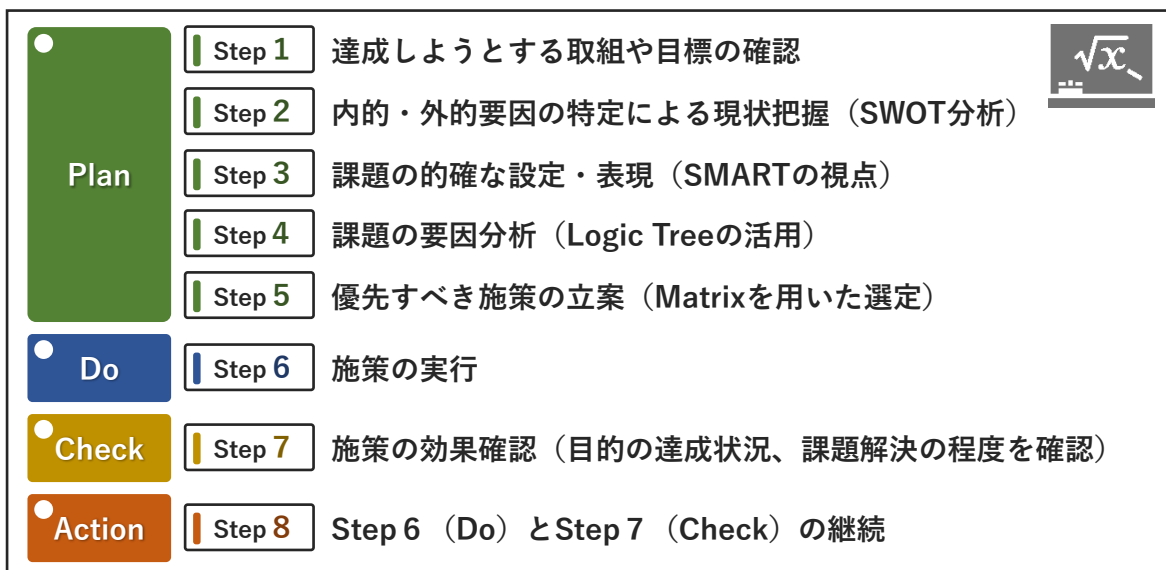 Plan
Step 1 達成しようとする取組や目標の確認
Step 2 内的・外的要因の特定による現状把握（SWOT分析）
Step 3 課題の的確な設定・表現（SMARTの視点）
Step 4 課題の要因分析（Logic Treeの活用）
Step 5 優先すべき施策の立案（Matrixを用いた選定）
Do
Step 6 施策の実行
Check
Step 7 施策の効果確認（目的の達成状況、課題解決の程度を確認）
Action
Step 8 Step６（Do）とStep７（Check）の継続
√x